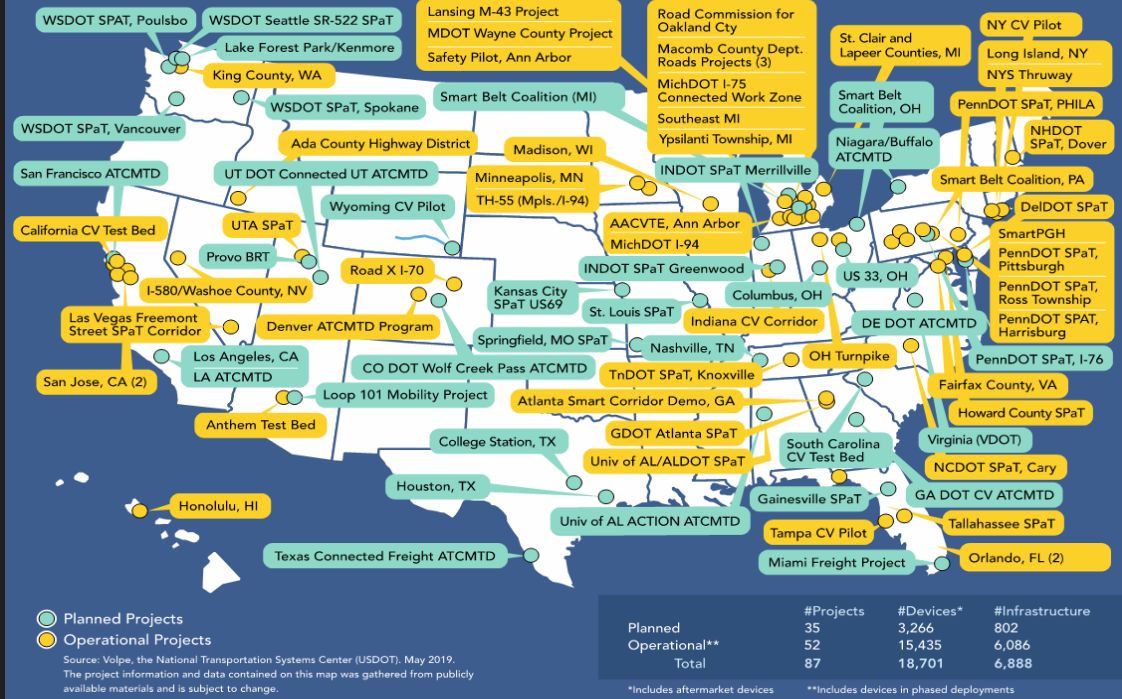 WSDOT SPAT, Poulsbo
WSDOT Seattle SR-522 SPaT
Lake Forest Park/Kenmore
King County, WA
WSDOT SPaT, Spokane
WSDOT SPaT, Vancouver
Lansing M-43 Project
MDOT Wayne County Project
Safety Pilot, Ann Arbor
Smart Belt Coalition (MI)
Road Commission for
Oakland Cty
Macomb County Dept.
Roads Projects (3)
MichDOT I-75
Connected Work Zone
Southeast MI
Ypsilanti Township, MI
St. Clair and
Lapeer Counties, MI
Smart Belt
Coalition, OH
Niagara/Buffalo
ATCMTD
NY CV Pilot
Long Island, NY
NYS Thruway
PennDOT SPaT, PHILA
NHDOT
SPaT, Dover
Smart Belt Coalition, PA
DelDOT SPaT
SmartPGH
PennDOT SPaT,
Pittsburgh
PennDOT SPaT,
Ross Township
PennDOT SPAT,
Harrisburg
PennDOT SPaT, I-76
Ada County Highway District
San Francisco ATCMTD
UT DOT Connected UT ATCMTD
Madison, WI
Minneapolis, MN
TH-55 (Mpls./I-94)
INDOT SPaT Merrillville
Wyoming CV Pilot
California CV Test Bed
UTA SPaT
AACVTE, Ann Arbor
MichDOT I-94
Provo BRT
Road X I-70
INDOT SPaT Greenwood
US 33, OH
I-580/Washoe County, NV
Kansas City
SPaT US69
Columbus, OH
St. Louis SPaT
Indiana CV Corridor
DE DOT ATCMTD
Las Vegas Freemont
Street SPaT Corridor
Denver ATCMTD Program
Springfield, MO SPaT
Nashville, TN
OH Turnpike
Los Angeles, CA
LA ATCMTD
San Jose, CA (2)
CO DOT Wolf Creek Pass ATCMTD
TnDOT SPaT, Knoxville
Fairfax County, VA
Loop 101 Mobility Project
Atlanta Smart Corridor Demo, GA
Howard County SPaT
Anthem Test Bed
GDOT Atlanta SPaT
College Station, TX
South Carolina
CV Test Bed
Virginia (VDOT)
Univ of AL/ALDOT SPaT
NCDOT SPaT, Cary
Houston, TX
Gainesville SPaT
GA DOT CV ATCMTD
Honolulu, HI
Univ of AL ACTION ATCMTD
Tallahassee SPaT
Tampa CV Pilot
Texas Connected Freight ATCMTD
Miami Freight Project
Orlando, FL (2)
Planned Projects
Operational Projects
Source: Volpe, the National Transportation Systems Center (USDOT). May 2019.
The project information and data contained on this map was gathered from publicly
available materials and is subject to change.
#Projects #Devices* #Infrastructure
Planned 35 3,266 802
Operational** 52 15,435 6,086
Total 87 18,701 6,888
*Includes aftermarket devices **Includes devices in phased deployments